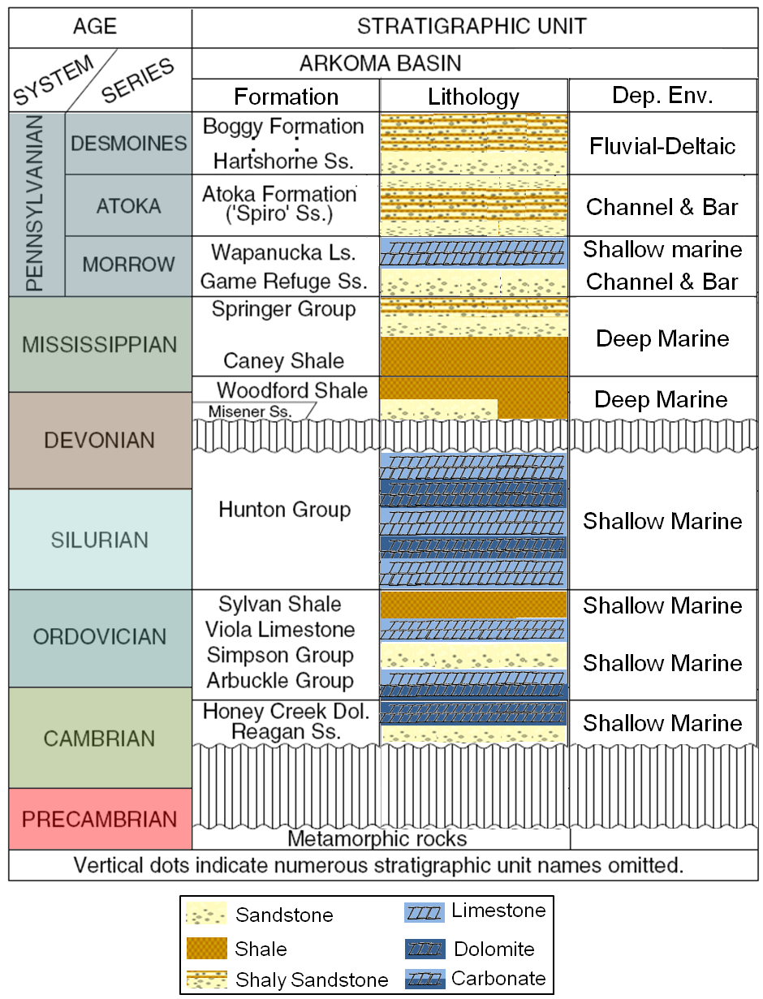 AGE
STRATIGRAPHIC UNIT
SYSTEM
SERIES
ARKOMA BASIN
Formation
Lithology
Dep. Env.
PENNSYLVANIAN
DESMOINES
Boggy Formation
Hartshorne Ss.
Fluvial-Deltaic
ATOKA
Atoka Formation
('Spiro' Ss.)
Channel & Bar
MORROW
Wapanucka Ls.
Shallow marine
Game Refuge Ss.
Channel & Bar
MISSISSIPPIAN
Springer Group
Caney Shale
Deep Marine
Woodford Shale
Misener Ss.
Deep Marine
DEVONIAN
Hunton Group
Shallow Marine
SILURIAN
ORDOVICIAN
Sylvan Shale
Shallow Marine
Viola Limestone
Simpson Group
Shallow Marine
Arbuckle Group
CAMBRIAN
Honey Creek Dol.
Reagan Ss.
Shallow Marine
PRECAMBRIAN
Metamorphic rocks
Vertical dots indicate numerous stratigraphic unit names omitted.
Sandstone
Limestone
Shale
Dolomite
Shaly Sandstone
Carbonate